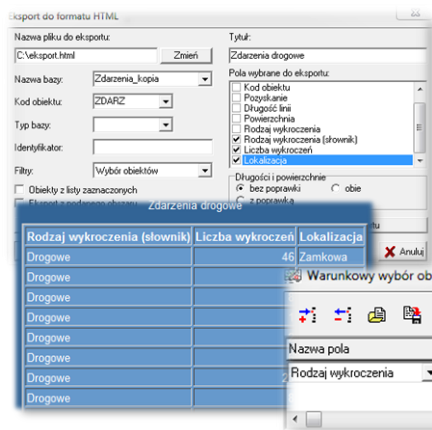 Eksport do formatu HTML
Nazwa pliku do eksportu:
C:\eksport.html
Zmień
Nazwa bazy:
Zdarzenia_kopia
Kod obiektu:
ZDARZ
Typ bazy:
Identyfikator:
Filtry:
Wybór obiektów
Obiekty z listy zaznaczonych
Tytuł:
Zdarzenia drogowe
Pola wybrane do eksportu:
Kod obiektu
Pozyskanie
Długość linii
Powierzchnia
Rodzaj wykroczenia
Rodzaj wykroczenia (słownik)
Liczba wykroczeń
Lokalizacja
Długości i powierzchnie
bez poprawki
obie
z poprawką
Anuluj
Zdarzenia drogowe
Rodzaj wykroczenia (słownik) Liczba wykroczeń Lokalizacja
Drogowe 46 Zamkowa
Drogowe
Drogowe
Drogowe
Drogowe
Drogowe
Drogowe
Drogowe
Warunkowy wybór ob
Nazwa pola
Rodzaj wykroczenia